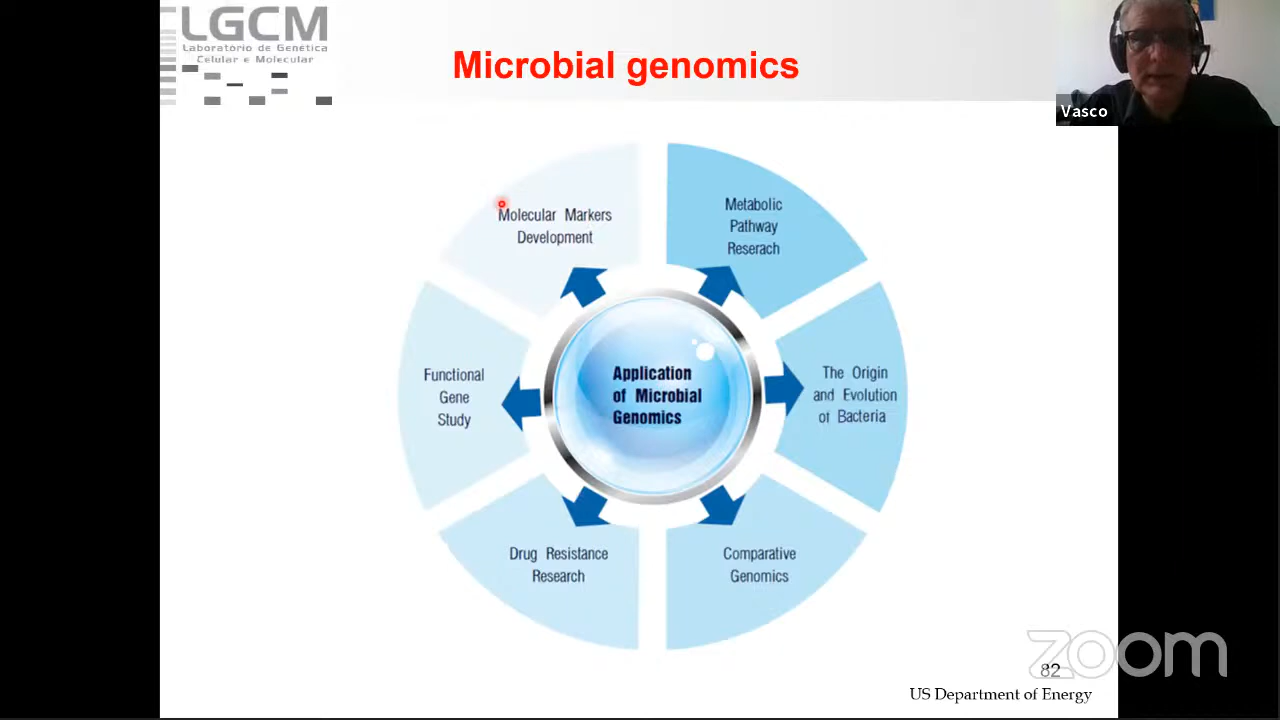 LGCM
Laboratório de Genética
Celular e Molecular
Microbial genomics
Vasco
Molecular Markers
Development
Metabolic
Pathway
Reserach
Functional
Gene
Study
Application
of Microbial
Genomics
The Origin
and Evolution
of Bacteria
Drug Resistance
Research
Comparative
Genomics
zoom
82
US Department of Energy